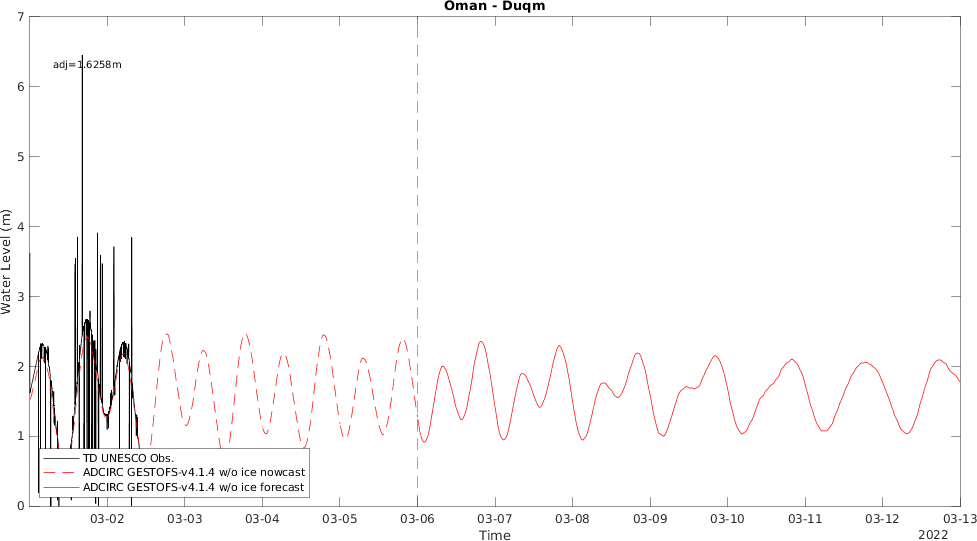 Oman - Duqm
7
adj=1.6258m
6
5
4
3
2
1
0
Water Level (m)
TD UNESCO Obs.
ADCIRC GESTOFS-v4.1.4 w/o ice nowcast
ADCIRC GESTOFS-v4.1.4 w/o ice forecast
03-02 03-03 03-04 03-05 03-06 03-07 03-08 03-09 03-10 03-11 03-12 03-13
Time
2022